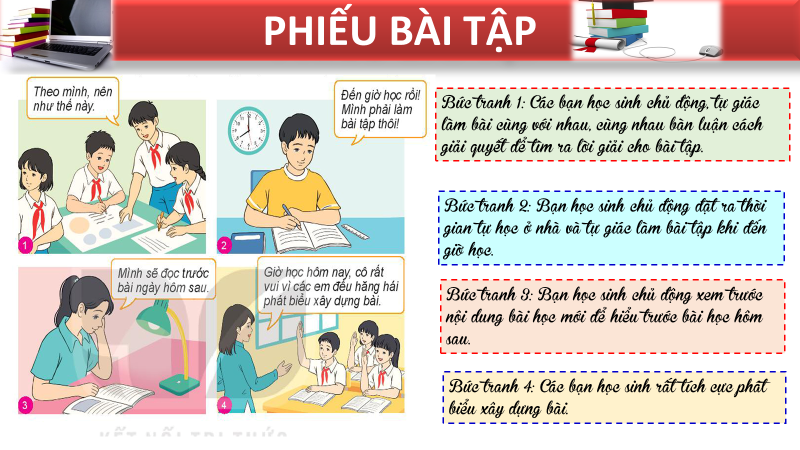 PHIẾU BÀI TẬP
Theo mình, nên
như thế này.
1
Đến giờ học rồi!
Mình phải làm
bài tập thôi!
2
Mình sẽ đọc trước
bài ngày hôm sau.
3
Giờ học hôm nay, cô rất
vui vì các em đều hăng hái
phát biểu xây dựng bài.
4
KẾT NỐI TRI THỨC
Bức tranh 1: Các bạn học sinh chủ động, tự giác
làm bài cùng với nhau, cùng nhau bàn luận cách
giải quyết để tìm ra lời giải cho bài tập.
Bức tranh 2: Bạn học sinh chủ động đặt ra thời
gian tự học ở nhà và tự giác làm bài tập khi đến
giờ học.
Bức tranh 3: Bạn học sinh chủ động xem trước
nội dung bài học mới để hiểu trước bài học hôm
sau.
Bức tranh 4: Các bạn học sinh rất tích cực phát
biểu xây dựng bài.